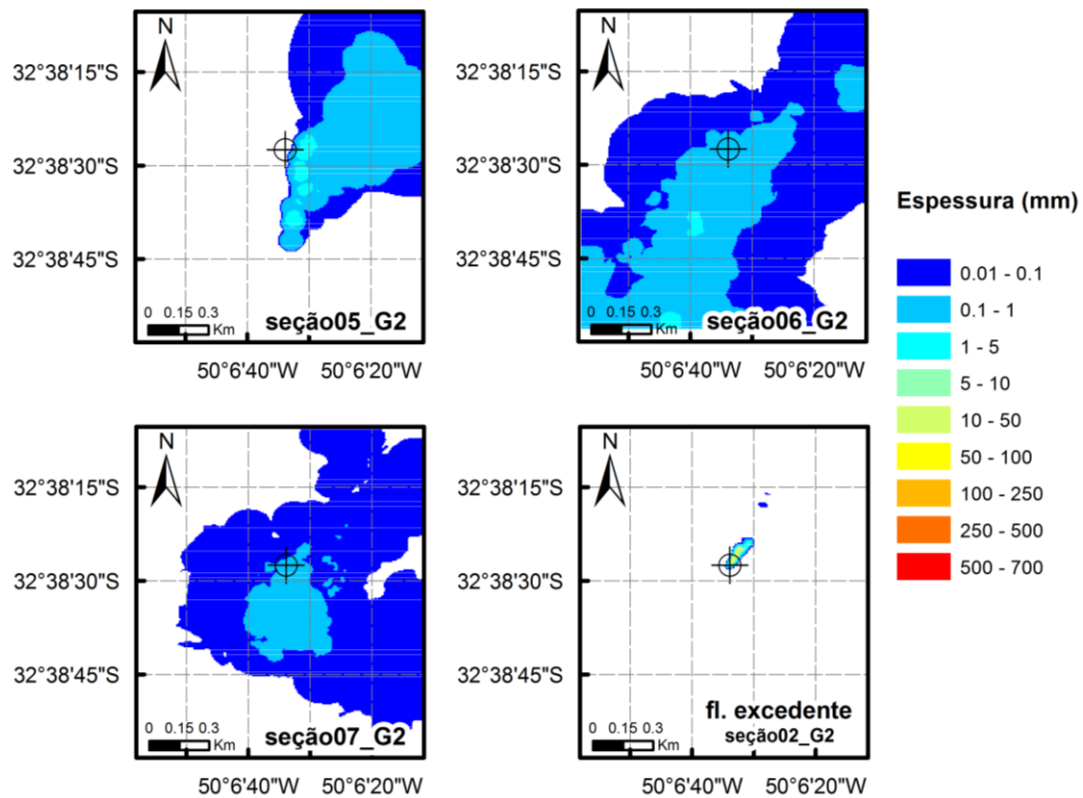 N
32°38'15"S
32°38'30"S
32°38'45"S
0 0.15 0.3
Km
seção05_G2
50°6'40"W 50°6'20"W
N
32°38'15"S
32°38'30"S
32°38'45"S
0 0.15 0.3
Km
seção06_G2
50°6'40"W 50°6'20"W
N
32°38'15"S
32°38'30"S
32°38'45"S
0 0.15 0.3
Km
seção07_G2
50°6'40"W 50°6'20"W
N
32°38'15"S
32°38'30"S
32°38'45"S
0 0.15 0.3
Km
fl. excedente
seção02_G2
50°6'40"W 50°6'20"W
Espessura (mm)
0.01 - 0.1
0.1 - 1
1 - 5
5 - 10
10 - 50
50 - 100
100 - 250
250 - 500
500 - 700